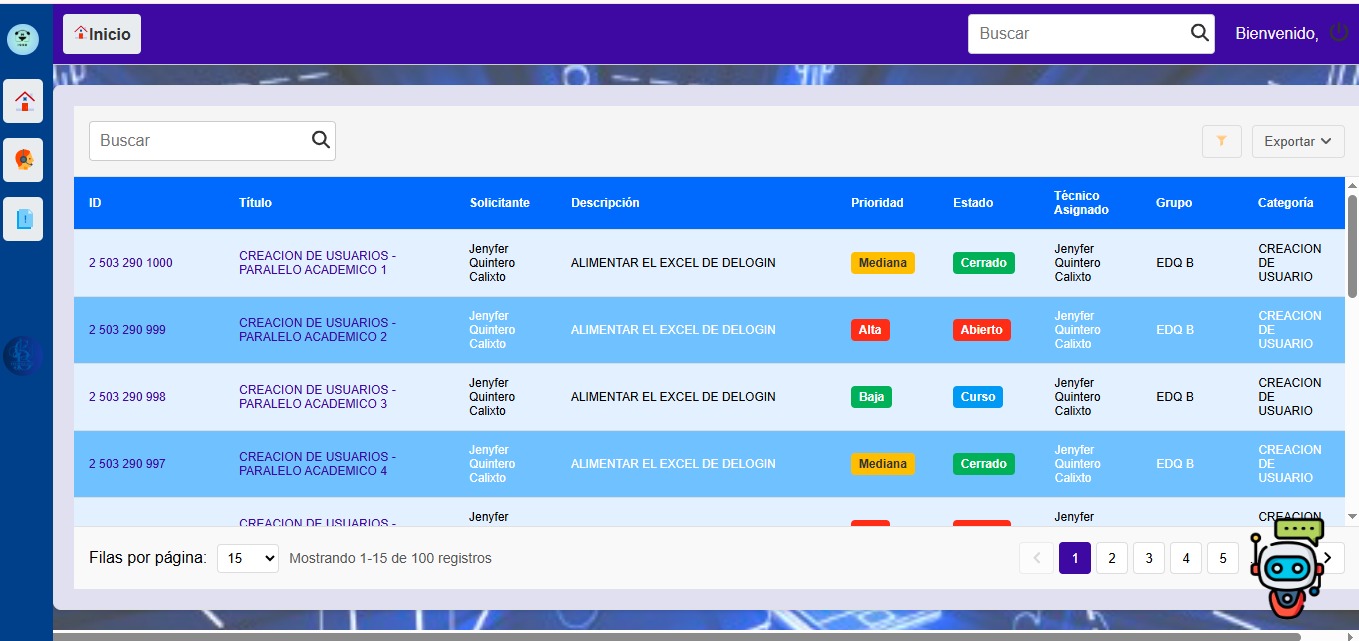 Inicio
Buscar
Bienvenido,
Buscar
Exportar
ID Título Solicitante Descripción Prioridad Estado Técnico Asignado Grupo Categoría
2 503 290 1000
CREACION DE USUARIOS -
PARALELO ACADEMICO 1
Jenyfer
Quintero
Calixto
ALIMENTAR EL EXCEL DE DELOGIN
Mediana
Cerrado
Jenyfer
Quintero
Calixto
EDQ B
CREACION
DE
USUARIO
2 503 290 999
CREACION DE USUARIOS -
PARALELO ACADEMICO 2
Jenyfer
Quintero
Calixto
ALIMENTAR EL EXCEL DE DELOGIN
Alta
Abierto
Jenyfer
Quintero
Calixto
EDQ B
CREACION
DE
USUARIO
2 503 290 998
CREACION DE USUARIOS -
PARALELO ACADEMICO 3
Jenyfer
Quintero
Calixto
ALIMENTAR EL EXCEL DE DELOGIN
Baja
Curso
Jenyfer
Quintero
Calixto
EDQ B
CREACION
DE
USUARIO
2 503 290 997
CREACION DE USUARIOS -
PARALELO ACADEMICO 4
Jenyfer
Quintero
Calixto
ALIMENTAR EL EXCEL DE DELOGIN
Mediana
Cerrado
Jenyfer
Quintero
Calixto
EDQ B
CREACION
DE
USUARIO
CREACION DE USUARIOS -
Jenyfer
Jenyfer
CREACION
Filas por página: 15 Mostrando 1-15 de 100 registros
1 2 3 4 5